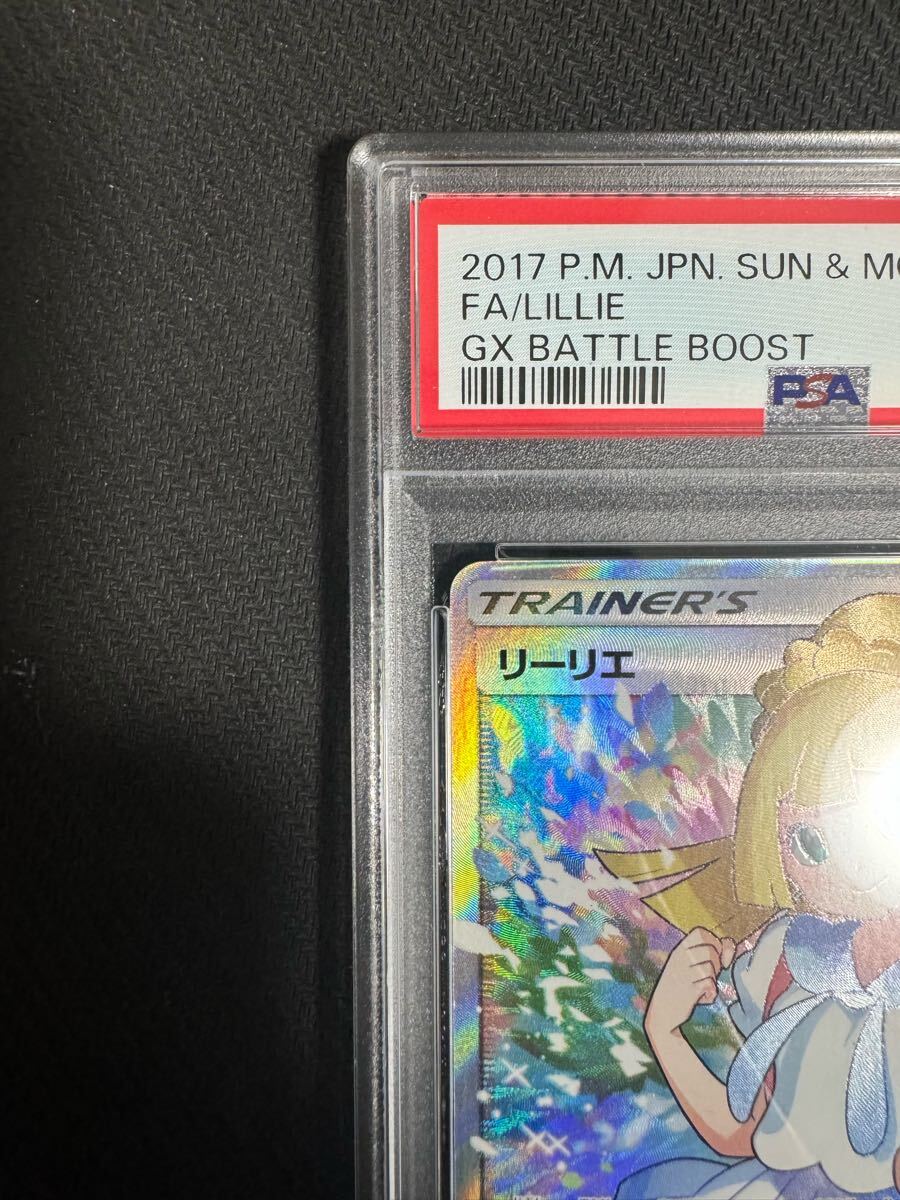 2017 P.M. JPN. SUN & MO
FA/LILLIE
GX BATTLE BOOST
PSA
TRAINER'S
リーリエ